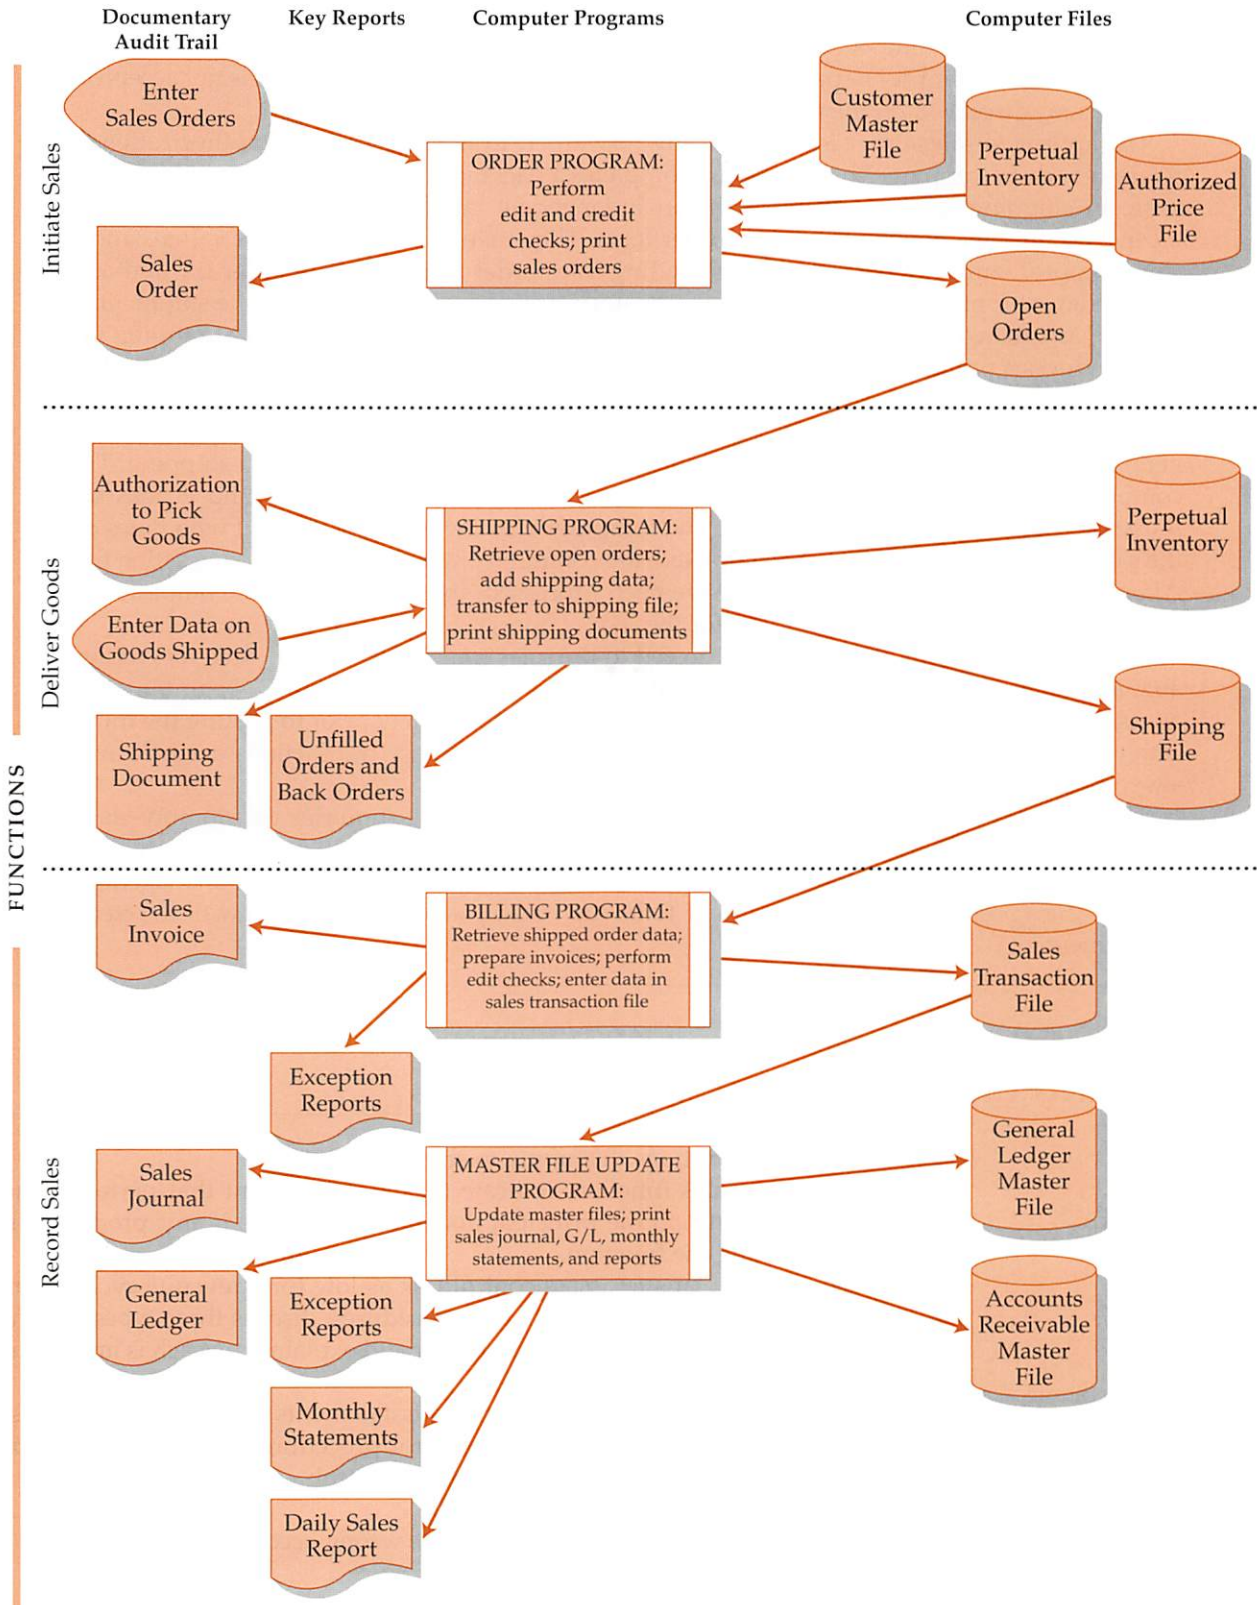 Documentary
Audit Trail
Key Reports
Computer Programs
Computer Files
FUNCTIONS
Initiate Sales
Enter
Sales Orders
ORDER PROGRAM:
Perform
edit and credit
checks; print
sales orders
Customer
Master
File
Perpetual
Inventory
Authorized
Price
File
Sales
Order
Open
Orders
Deliver Goods
Authorization
to Pick
Goods
SHIPPING PROGRAM:
Retrieve open orders;
add shipping data;
transfer to shipping file;
print shipping documents
Perpetual
Inventory
Enter Data on
Goods Shipped
Shipping
Document
Unfilled
Orders and
Back Orders
Shipping
File
Record Sales
Sales
Invoice
BILLING PROGRAM:
Retrieve shipped order data;
prepare invoices; perform
edit checks; enter data in
sales transaction file
Sales
Transaction
File
Exception
Reports
Sales
Journal
MASTER FILE UPDATE
PROGRAM:
Update master files; print
sales journal, G/L, monthly
statements, and reports
General
Ledger
Master
File
General
Ledger
Exception
Reports
Accounts
Receivable
Master
File
Monthly
Statements
Daily Sales
Report